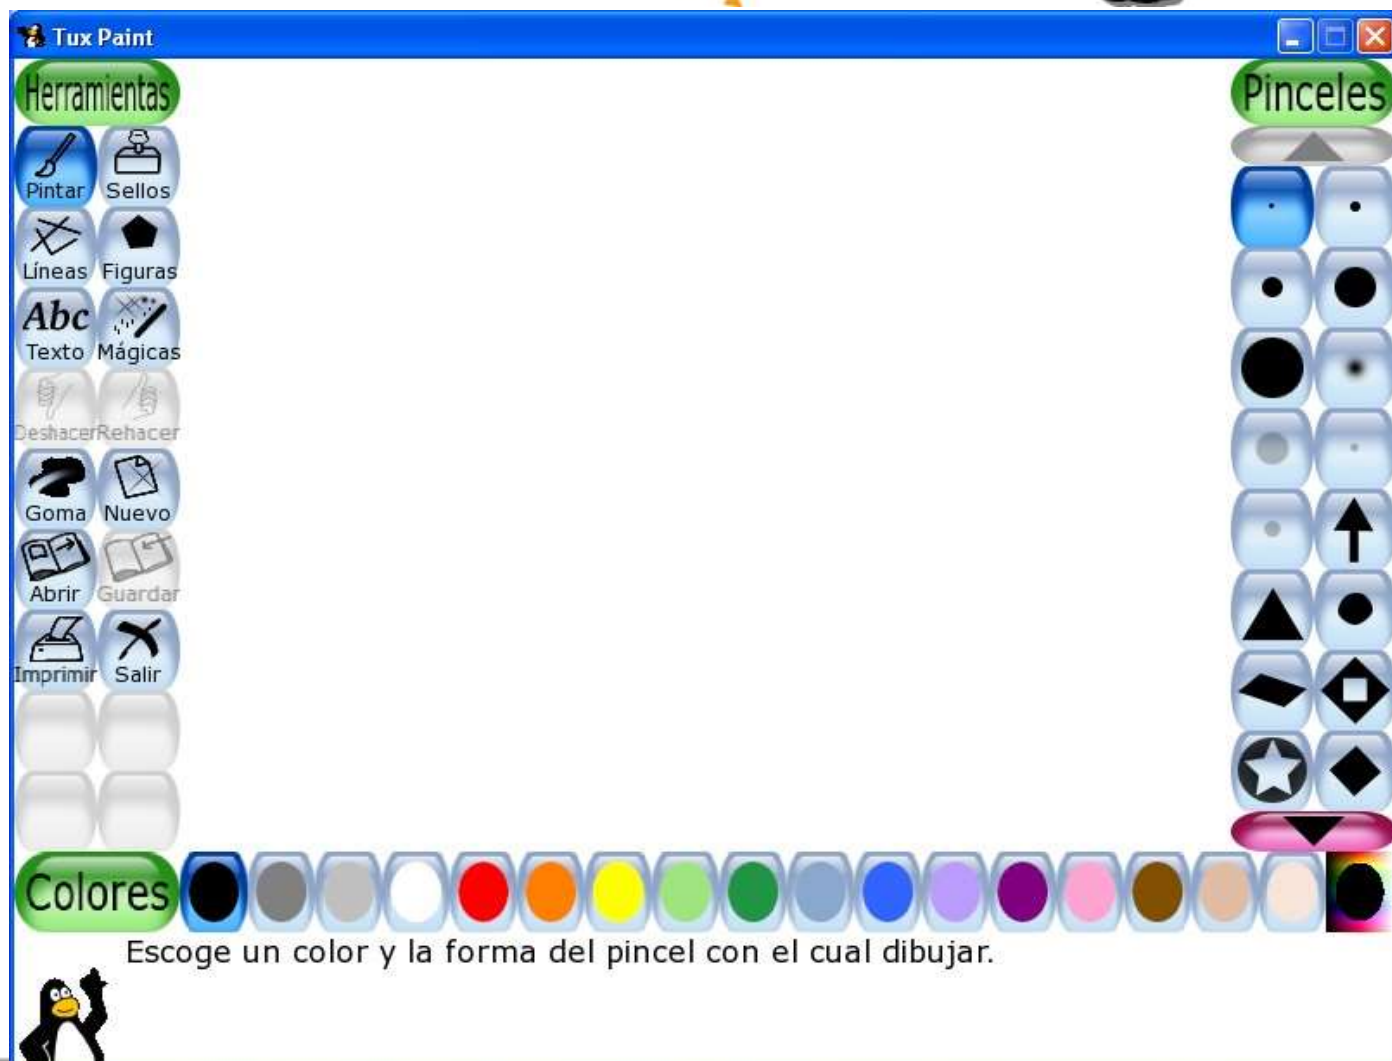 Tux Paint
Herramientas
Pinceles
Pintar Sellos
Líneas Figuras
Abc
Texto Mágicas
Deshacer Rehacer
Goma Nuevo
Abrir Guardar
Imprimir Salir
Colores
Escoge un color y la forma del pincel con el cual dibujar.